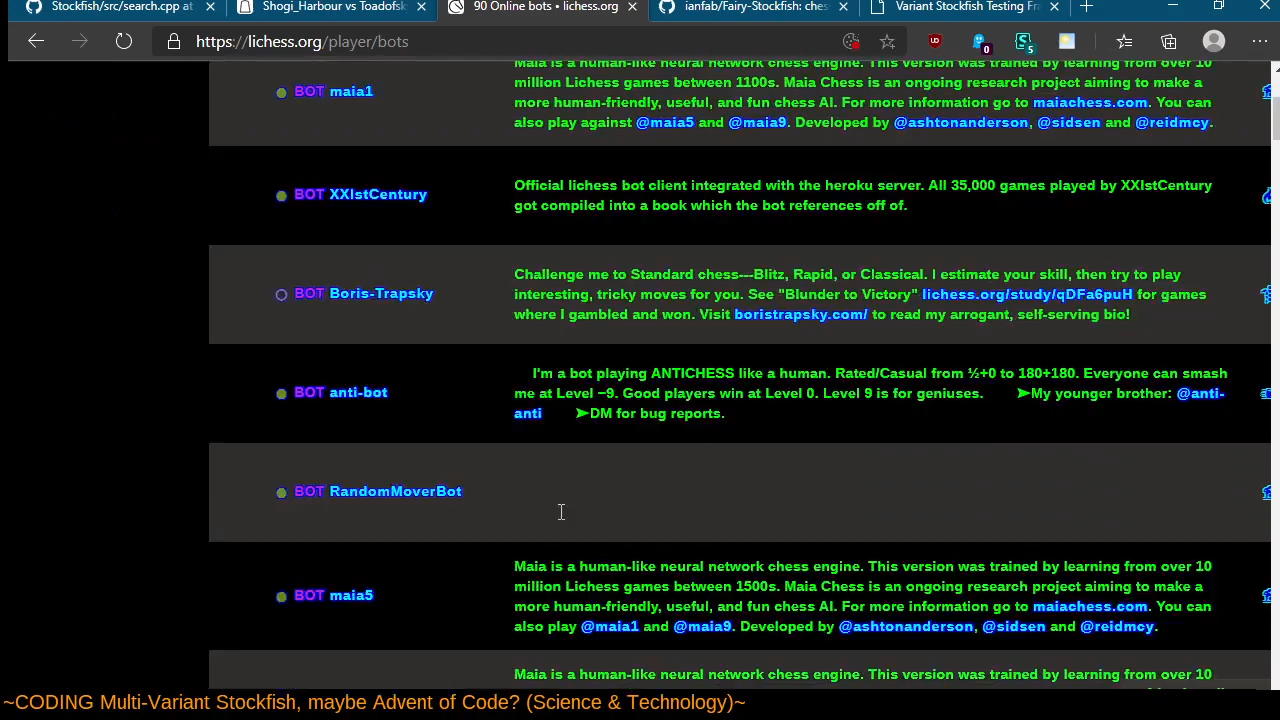 Stockfish/src/search.cpp at
Shogi_Harbour vs Toadofsk
90 Online bots • lichess.org
ianfab/Fairy-Stockfish: ches
Variant Stockfish Testing Fra
https://lichess.org/player/bots
0
5
Maia is a human-like neural network chess engine. This version was trained by learning from over 10
million Lichess games between 1100s. Maia Chess is an ongoing research project aiming to make a
BOT maia1
more human-friendly, useful, and fun chess AI. For more information go to maiachess.com. You can
also play against @maia5 and @maia9. Developed by @ashtonanderson, @sidsen and @reidmcy.
Official lichess bot client integrated with the heroku server. All 35,000 games played by XXIstCentury
BOT XXIstCentury
got compiled into a book which the bot references off of.
Challenge me to Standard chess---Blitz, Rapid, or Classical. I estimate your skill, then try to play
BOT Boris-Trapsky
interesting, tricky moves for you. See "Blunder to Victory" lichess.org/study/qDFa6puH for games
where I gambled and won. Visit boristrapsky.com/ to read my arrogant, self-serving bio!
I'm a bot playing ANTICHESS like a human. Rated/Casual from ½+0 to 180+180. Everyone can smash
BOT anti-bot
me at Level −9. Good players win at Level 0. Level 9 is for geniuses. ➤My younger brother: @anti-
anti ➤DM for bug reports.
BOT RandomMoverBot
Maia is a human-like neural network chess engine. This version was trained by learning from over 10
million Lichess games between 1500s. Maia Chess is an ongoing research project aiming to make a
BOT maia5
more human-friendly, useful, and fun chess AI. For more information go to maiachess.com. You can
also play @maia1 and @maia9. Developed by @ashtonanderson, @sidsen and @reidmcy.
Maia is a human-like neural network chess engine. This version was trained by learning from over 10
~CODING Multi-Variant Stockfish, maybe Advent of Code? (Science & Technology)~